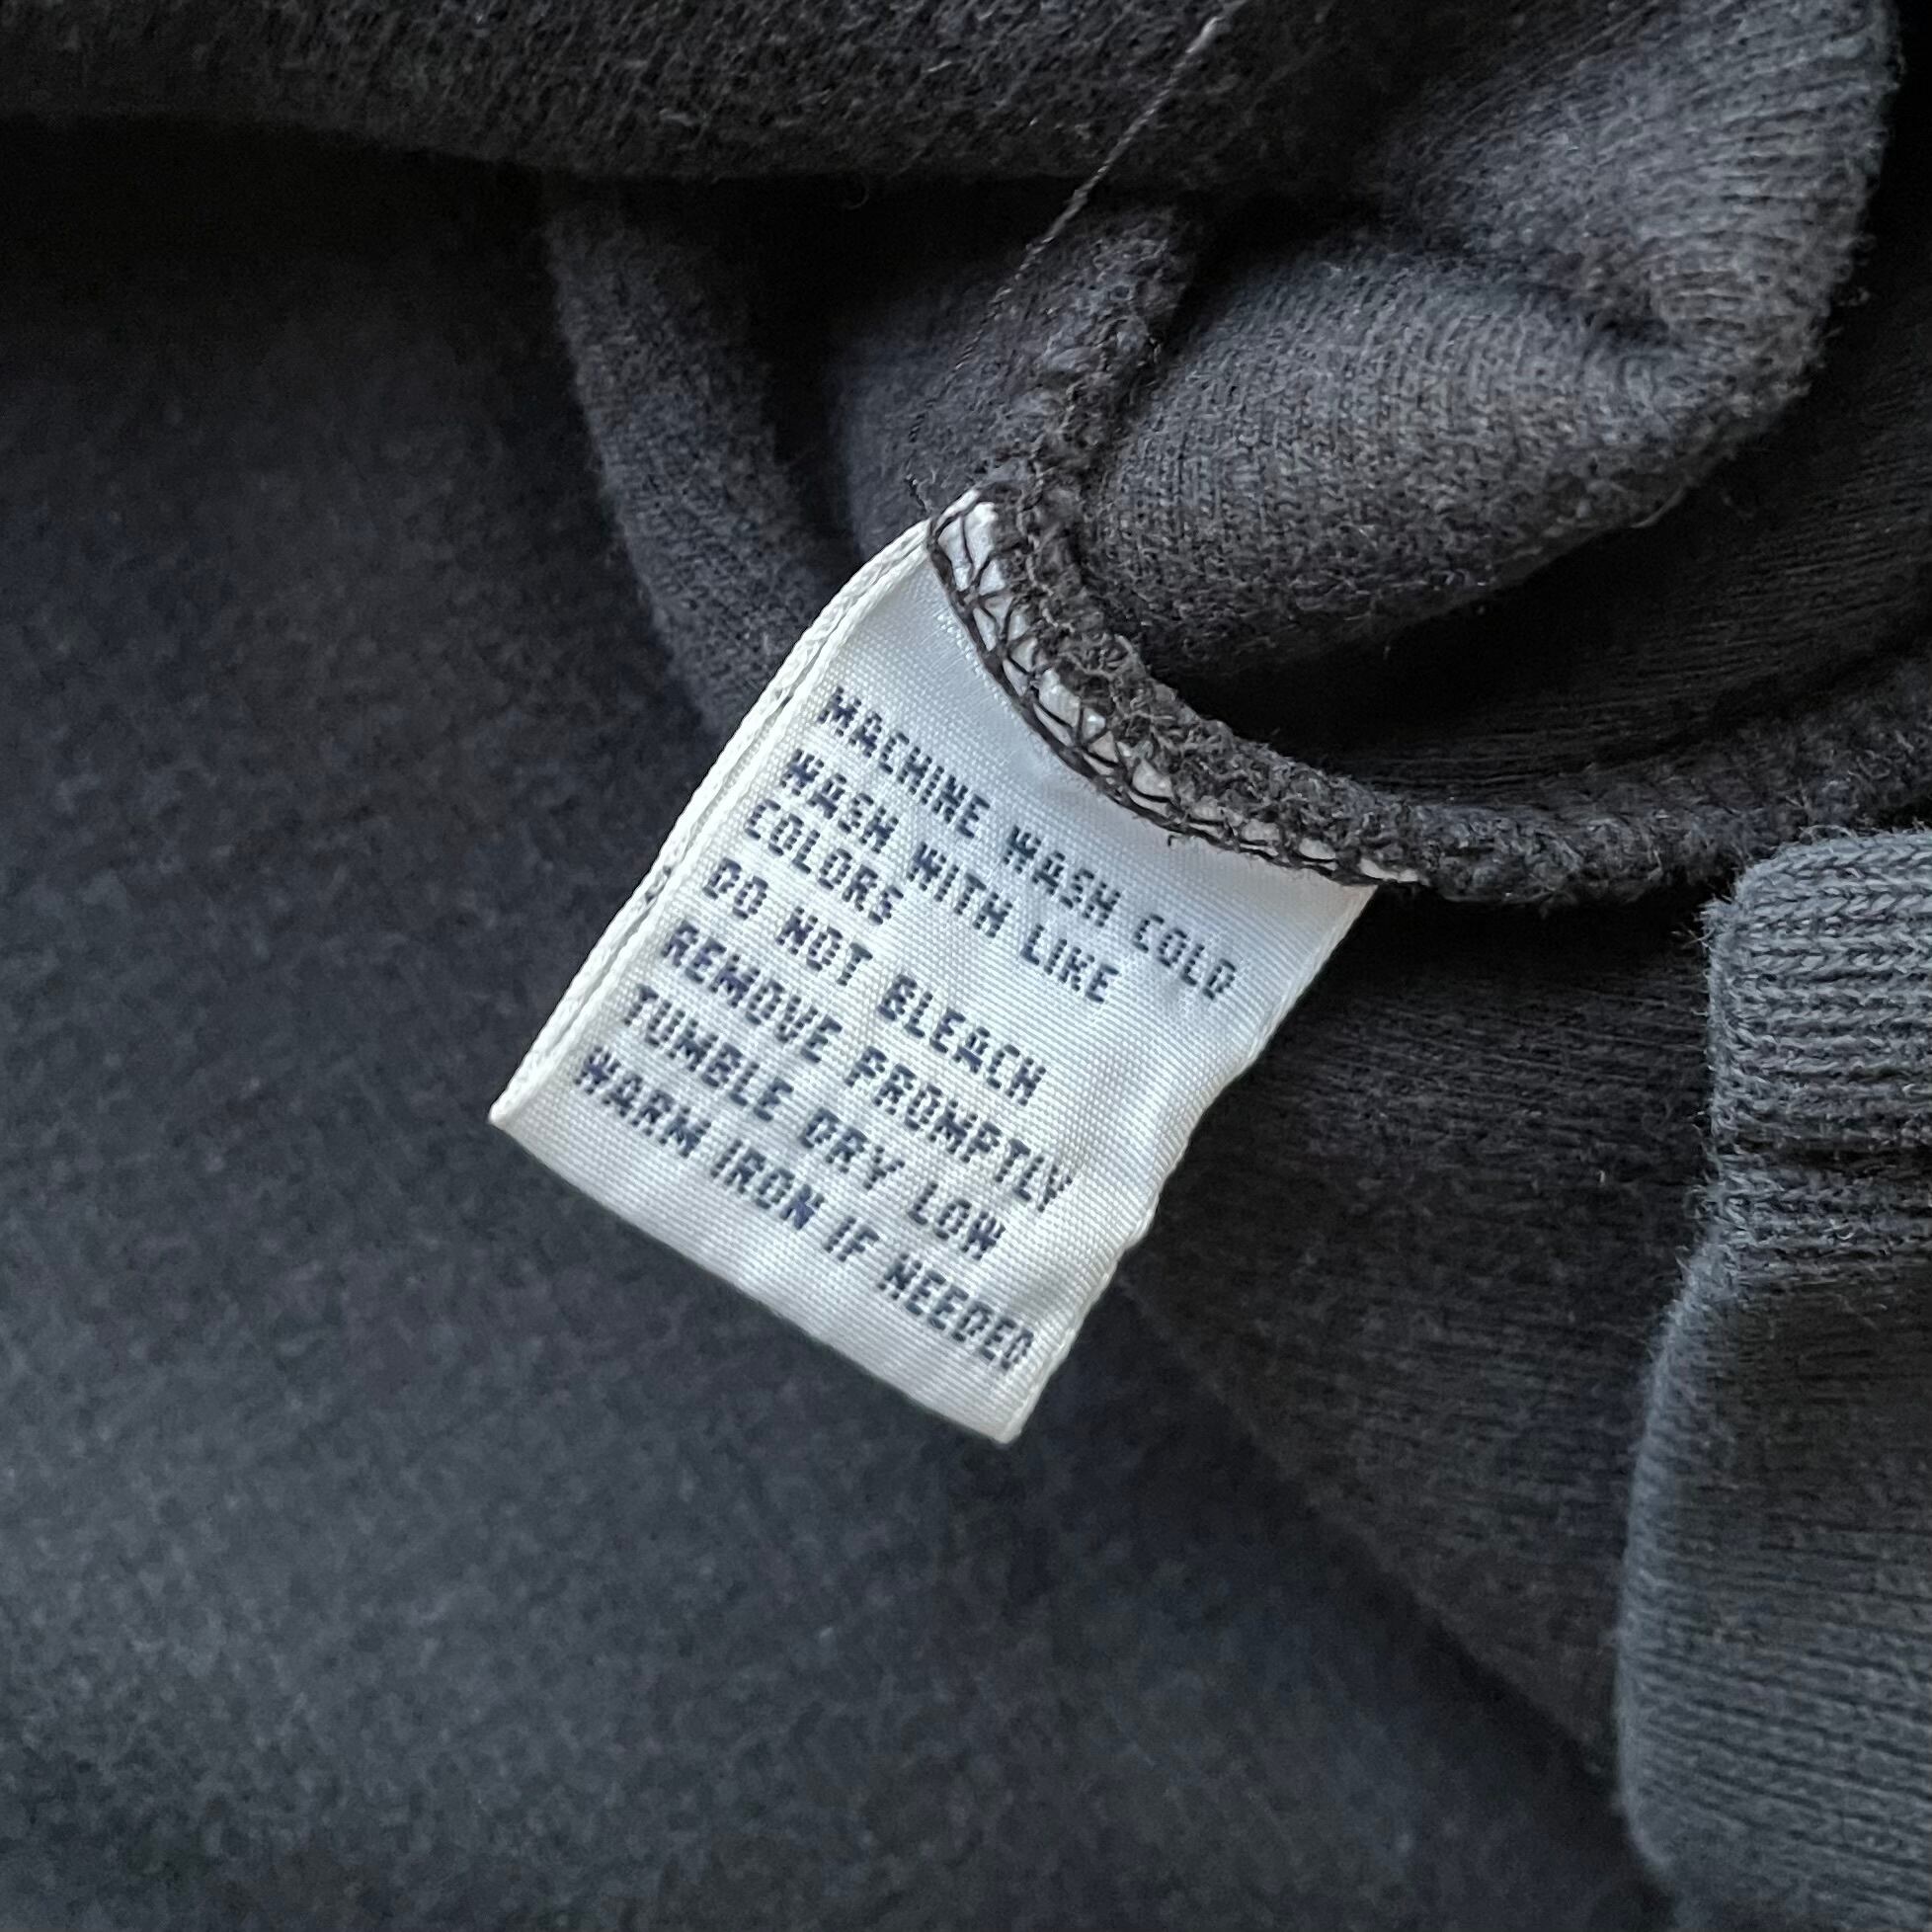 MACHINE WASH COLD
WASH WITH LIKE
COLORS
DO NOT BLEACH
REMOVE PROMPTLY
TUMBLE DRY LOW
WARM IRON IF NEEDED